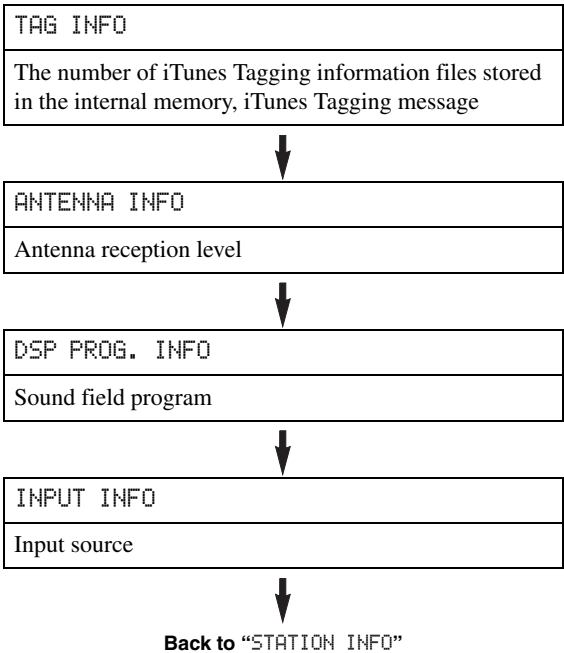 TAG INFO
The number of iTunes Tagging information files stored
in the internal memory, iTunes Tagging message
ANTENNA INFO
Antenna reception level
DSP PROG. INFO
Sound field program
INPUT INFO
Input source
Back to “STATION INFO”